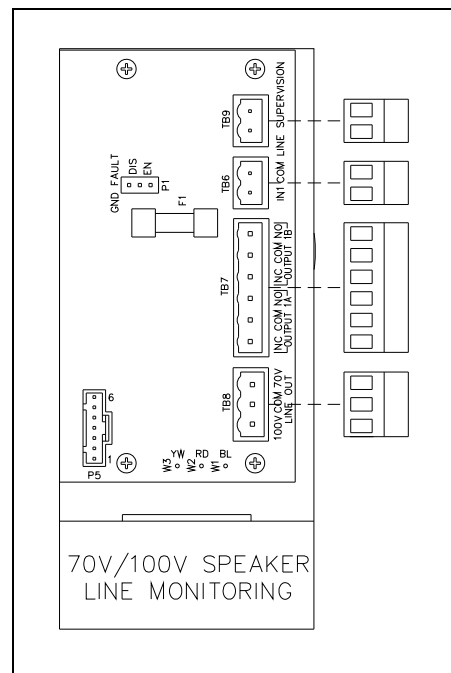 TB9
LINE SUPERVISION
TB6
IN1 COM
GND FAULT
DIS
EN
P1
F1
TB7
NC COM NO NC COM NO
OUTPUT 1A
OUTPUT 1B
TB8
100V COM 70V
LINE OUT
6
1
P5
W3 YW
W2 RD
W1 BL
70V/100V SPEAKER
LINE MONITORING